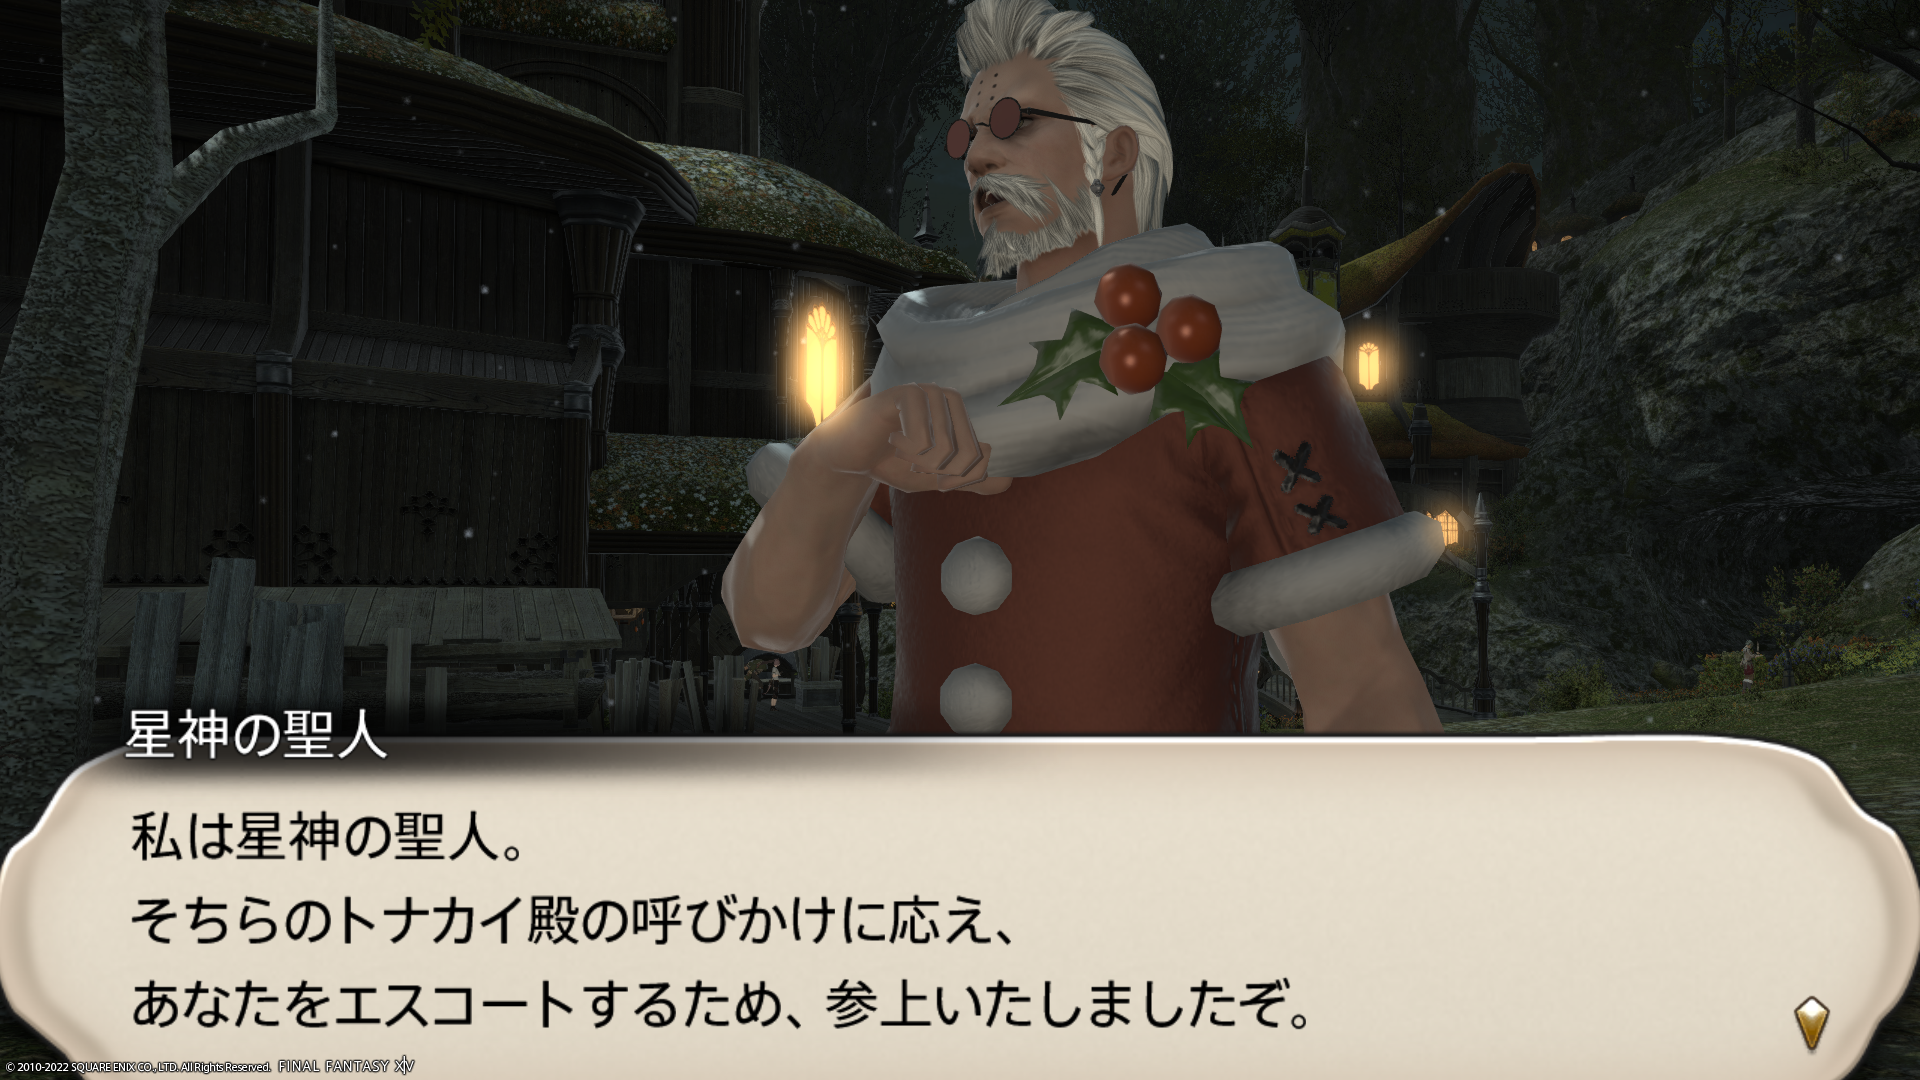 星神の聖人
私は星神の聖人。
そちらのトナカイ殿の呼びかけに応え、
あなたをエスコートするため、参上いたしましたぞ。
© 2010-2022 SQUARE ENIX CO., LTD. All Rights Reserved. FINAL FANTASY XIV